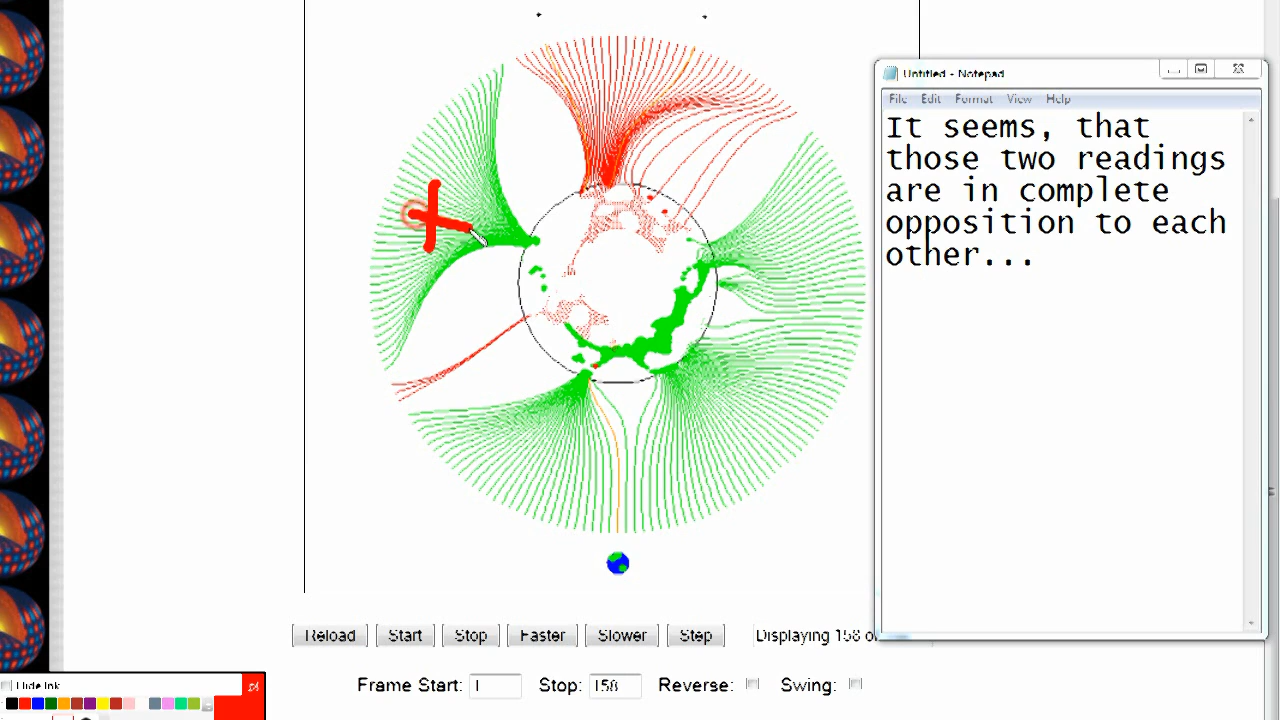 Untitled - Notepad
File Edit Format View Help
It seems, that
those two readings
are in complete
opposition to each
other...
Reload Start Stop Faster Slower Step Displaying 158 o
Frame Start: 1 Stop: 158 Reverse: Swing:
Hide Ink